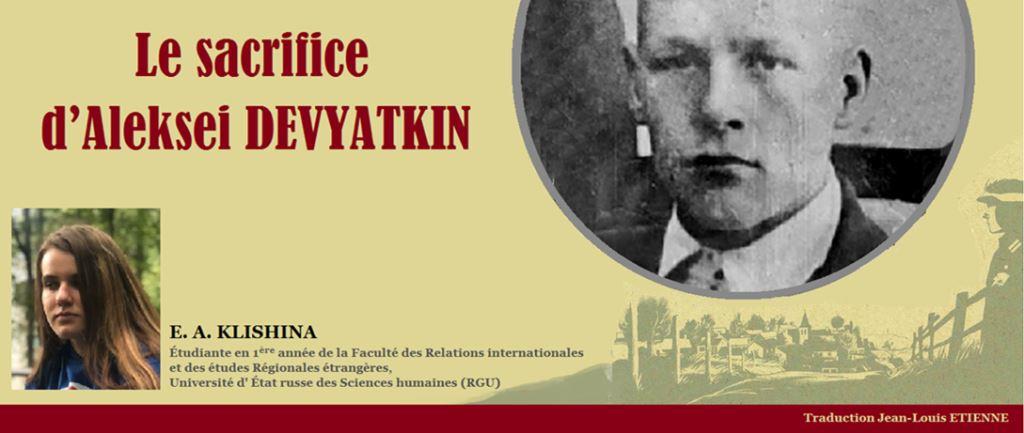 Le sacrifice
d'Aleksei DEVYATKIN
E. A. KLISHINA
Étudiante en 1ère année de la Faculté des Relations internationales
et des études Régionales étrangères,
Université d' État russe des Sciences humaines (RGU)
Traduction Jean-Louis ETIENNE